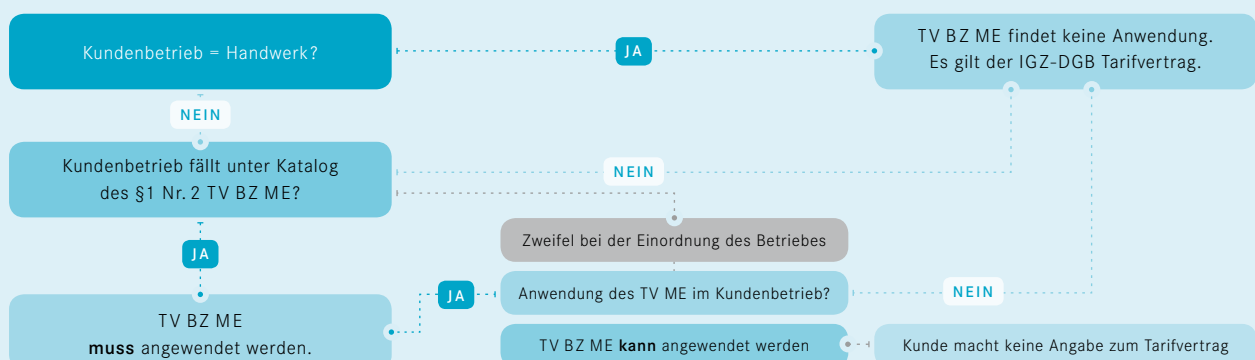 Kundenbetrieb = Handwerk?
JA
TV BZ ME findet keine Anwendung.
Es gilt der IGZ-DGB Tarifvertrag.
NEIN
Kundenbetrieb fällt unter Katalog
des §1 Nr. 2 TV BZ ME?
NEIN
Zweifel bei der Einordnung des Betriebes
JA
Anwendung des TV ME im Kundenbetrieb?
JA
NEIN
TV BZ ME
muss angewendet werden.
TV BZ ME kann angewendet werden
Kunde macht keine Angabe zum Tarifvertrag